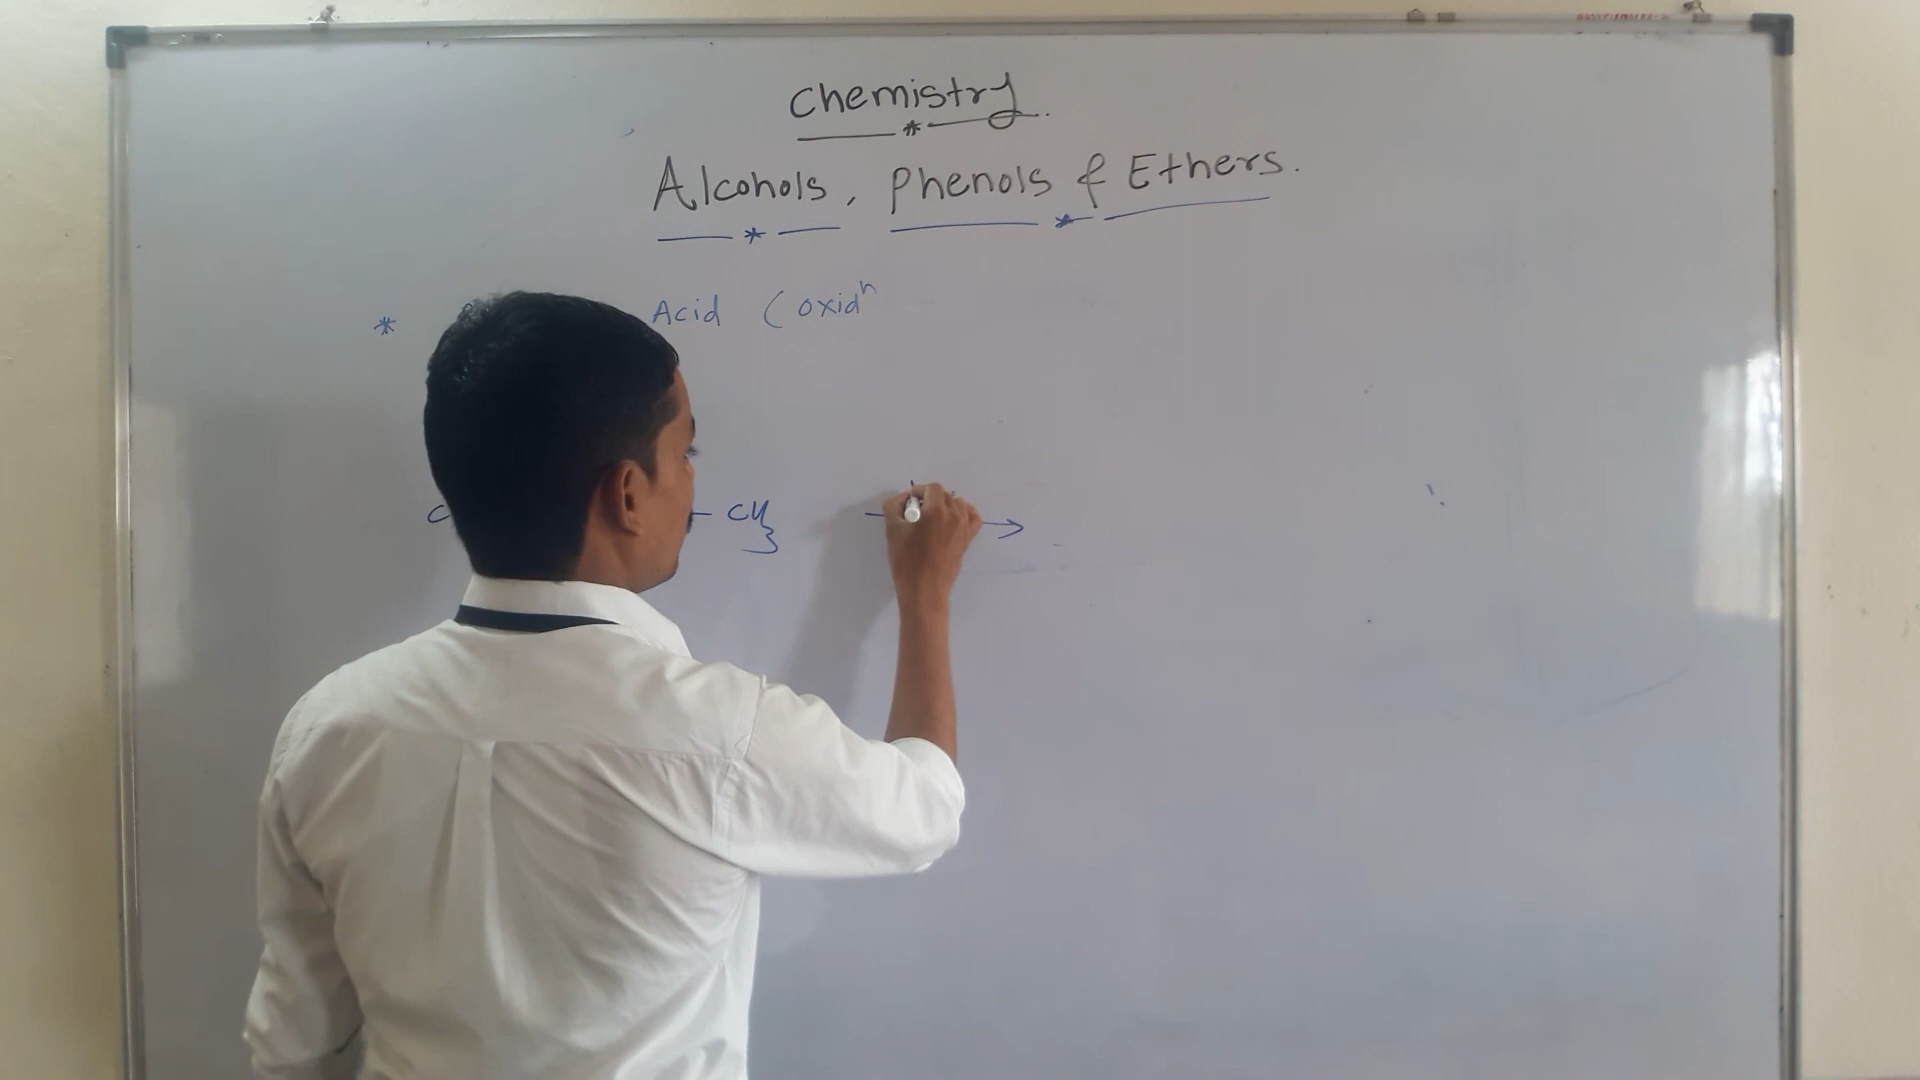 Chemistry.
Alcohols, Phenols & Ethers.
* Acid (oxidⁿ
C - CH₃ →